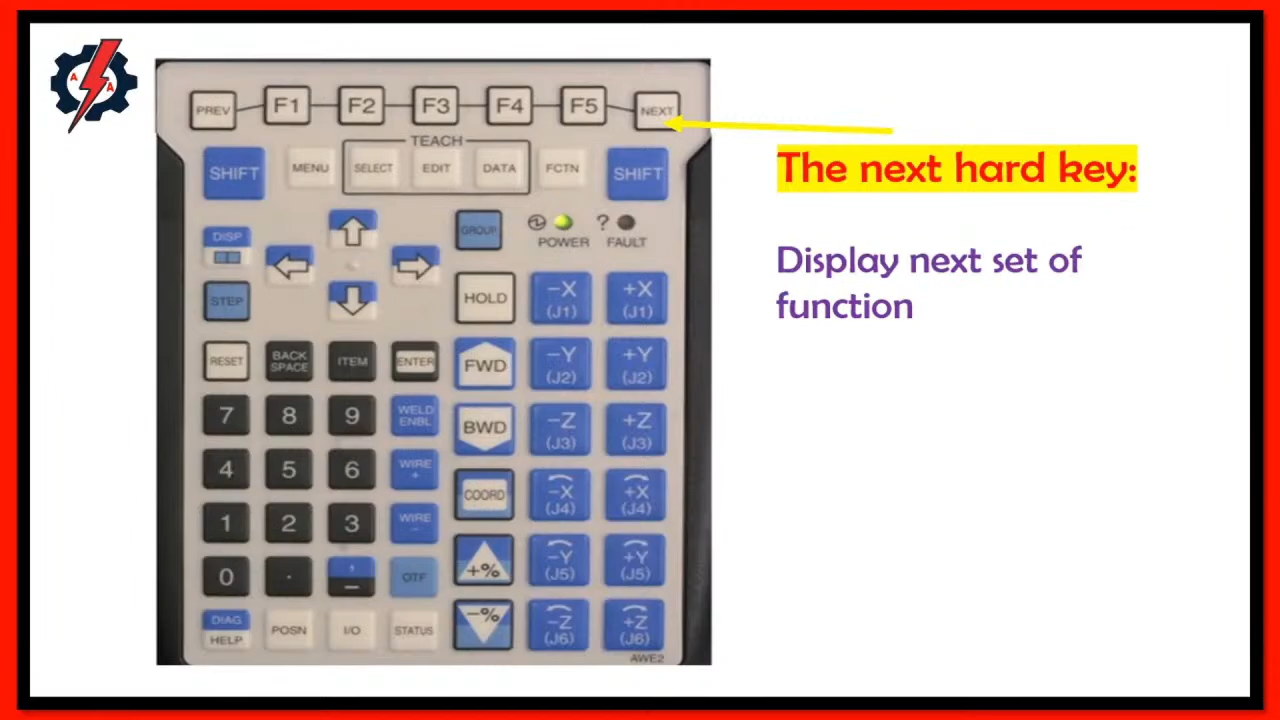 A A
PREV F1 F2 F3 F4 F5 NEXT
TEACH
SHIFT MENU SELECT EDIT DATA FCTN SHIFT
The next hard key:
DISP GROUP POWER ? FAULT
Display next set of
function
STEP HOLD -X +X
(J1) (J1)
RESET BACK ITEM ENTER FWD -Y +Y
SPACE (J2) (J2)
7 8 9 WELD BWD -Z +Z
ENBL (J3) (J3)
4 5 6 WIRE COORD -X +X
+ (J4) (J4)
1 2 3 WIRE +% -Y +Y
- (J5) (J5)
0 . , OTF
_
DIAG POSN I/O STATUS -% -Z +Z
HELP (J6) (J6)
AWE2